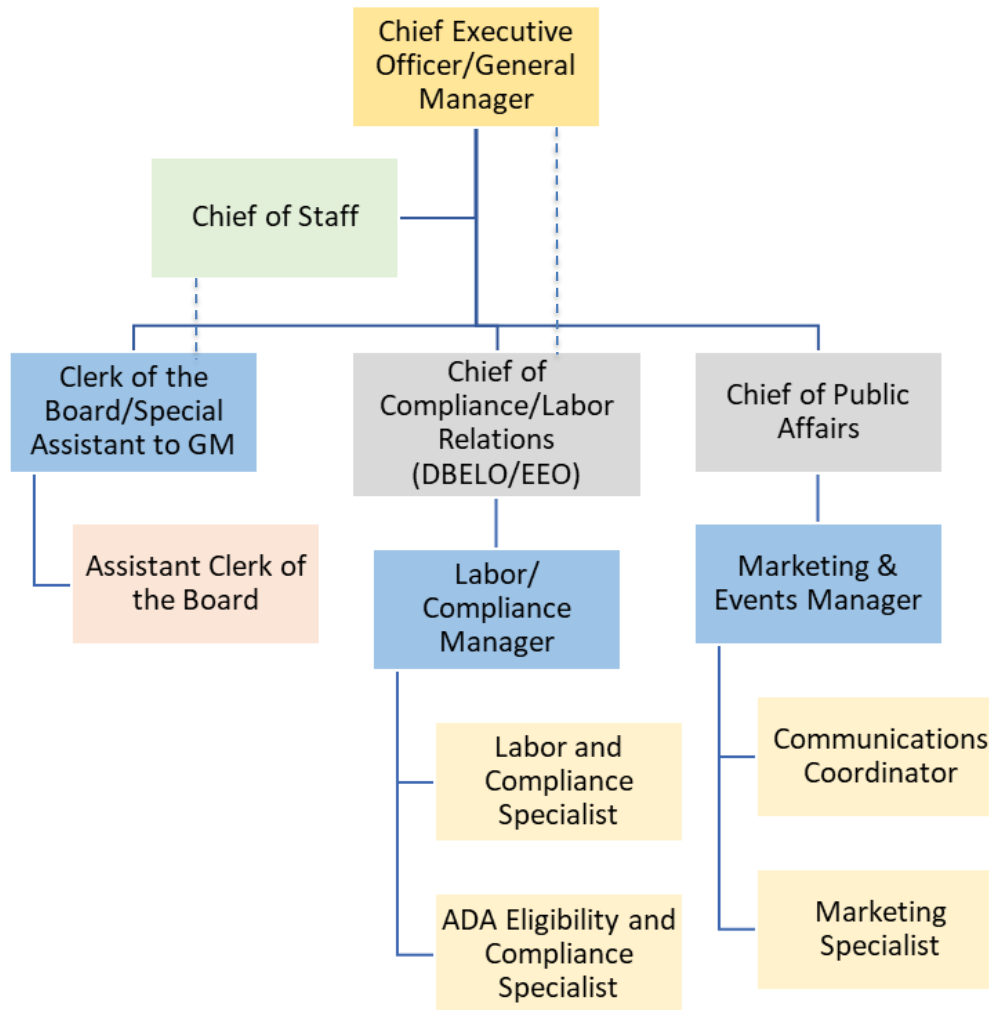 Chief Executive
Officer/General
Manager
Chief of Staff
Clerk of the
Board/Special
Assistant to GM
Chief of
Compliance/Labor
Relations
(DBELO/EEO)
Chief of Public
Affairs
Assistant Clerk of
the Board
Labor/
Compliance
Manager
Marketing &
Events Manager
Labor and
Compliance
Specialist
Communications
Coordinator
ADA Eligibility and
Compliance
Specialist
Marketing
Specialist